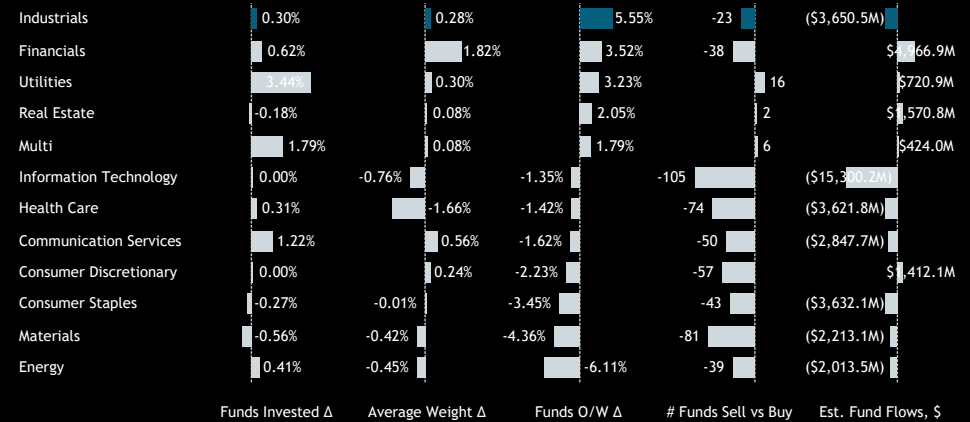 Industrials 0.30% 0.28% 5.55% -23 ($3,650.5M)
Financials 0.62% 1.82% 3.52% -38 $4,966.9M
Utilities 3.44% 0.30% 3.23% 16 $720.9M
Real Estate -0.18% 0.08% 2.05% 2 $1,570.8M
Multi 1.79% 0.08% 1.79% 6 $424.0M
Information Technology 0.00% -0.76% -1.35% -105 ($15,300.2M)
Health Care 0.31% -1.66% -1.42% -74 ($3,621.8M)
Communication Services 1.22% 0.56% -1.62% -50 ($2,847.7M)
Consumer Discretionary 0.00% 0.24% -2.23% -57 $1,412.1M
Consumer Staples -0.27% -0.01% -3.45% -43 ($3,632.1M)
Materials -0.56% -0.42% -4.36% -81 ($2,213.1M)
Energy 0.41% -0.45% -6.11% -39 ($2,013.5M)
Funds Invested Δ Average Weight Δ Funds O/W Δ # Funds Sell vs Buy Est. Fund Flows, $